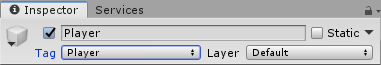 Inspector Services
Player Static
Tag Player Layer Default